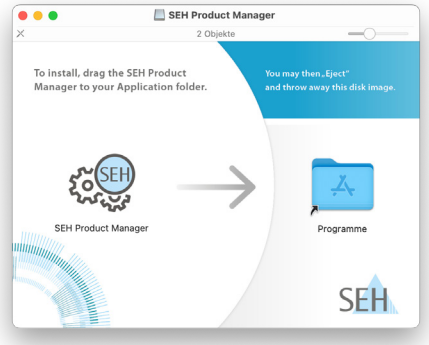 SEH Product Manager
2 Objekte
To install, drag the SEH Product
Manager to your Application folder.
You may then „Eject"
and throw away this disk image.
SEH
SEH Product Manager
Programme
SEH